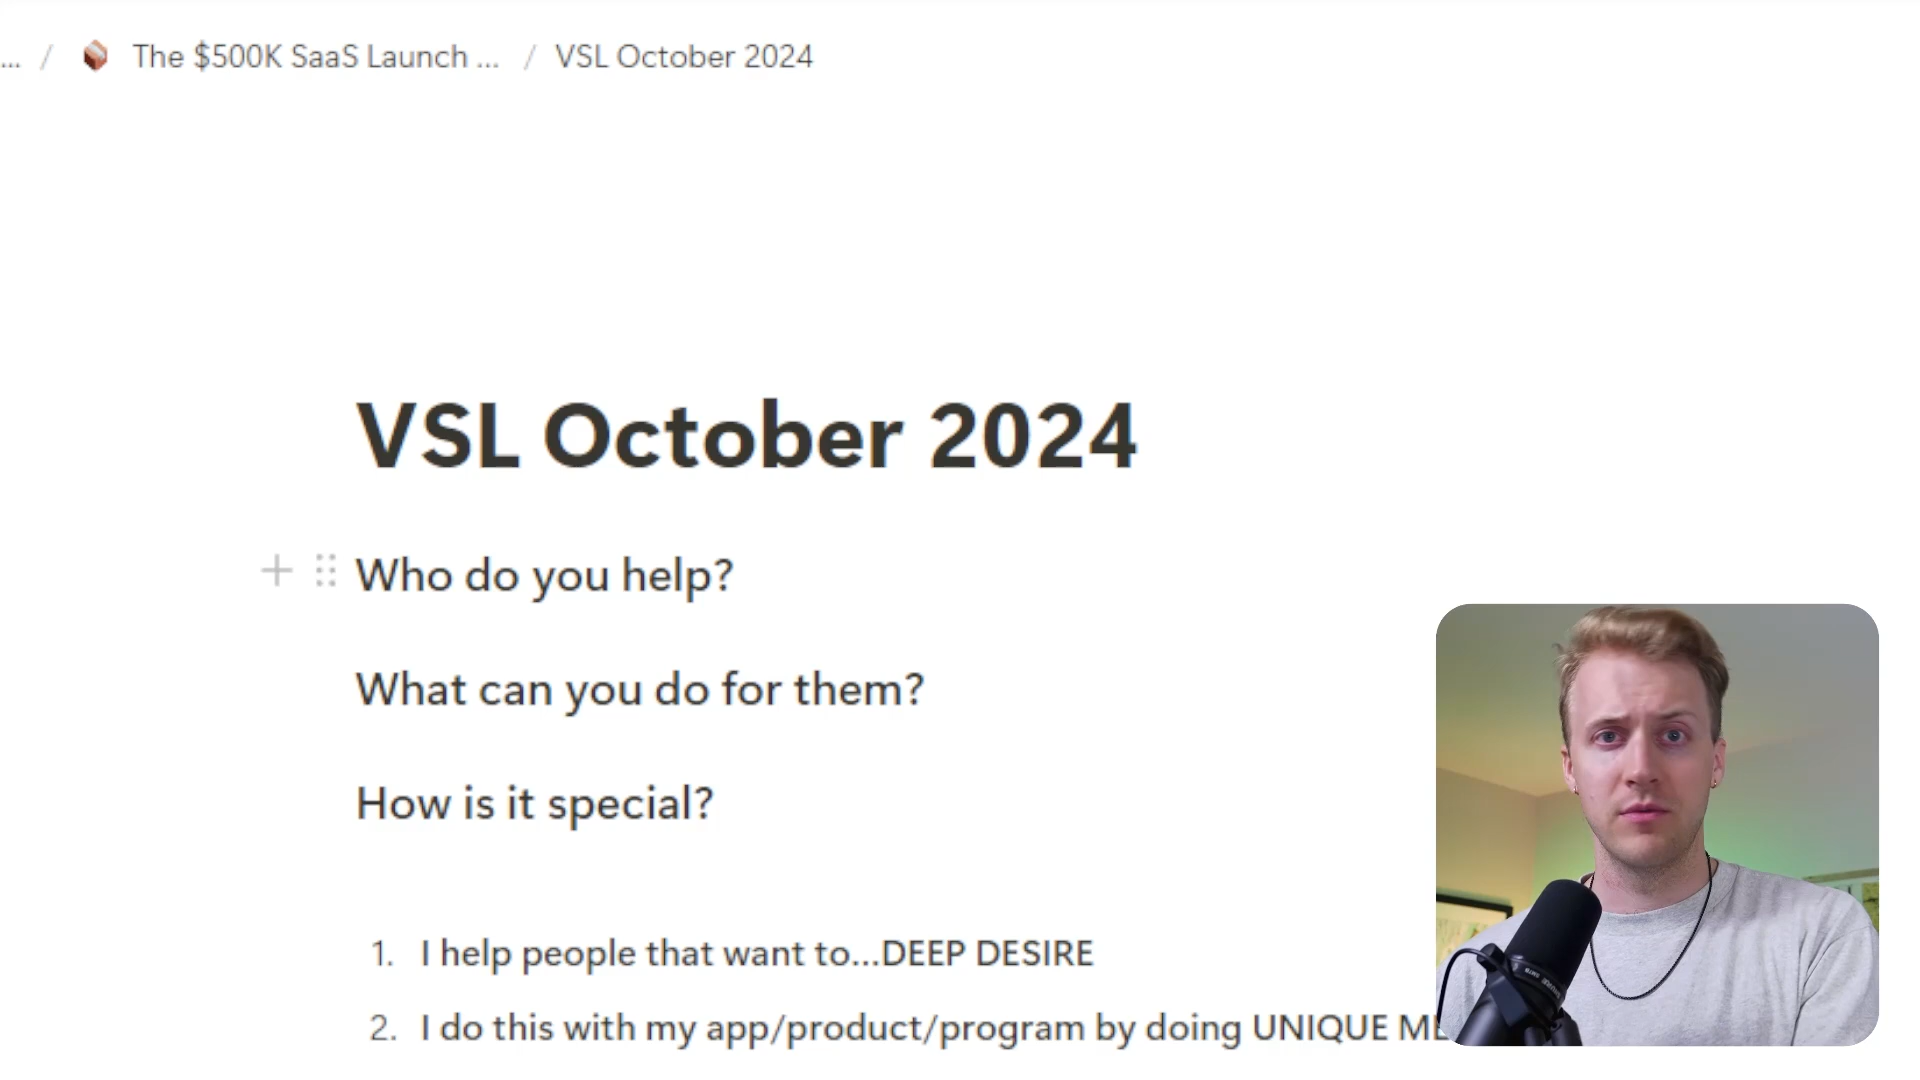 ... / The $500K SaaS Launch ... / VSL October 2024
VSL October 2024
Who do you help?
What can you do for them?
How is it special?
1. I help people that want to...DEEP DESIRE
2. I do this with my app/product/program by doing UNIQUE